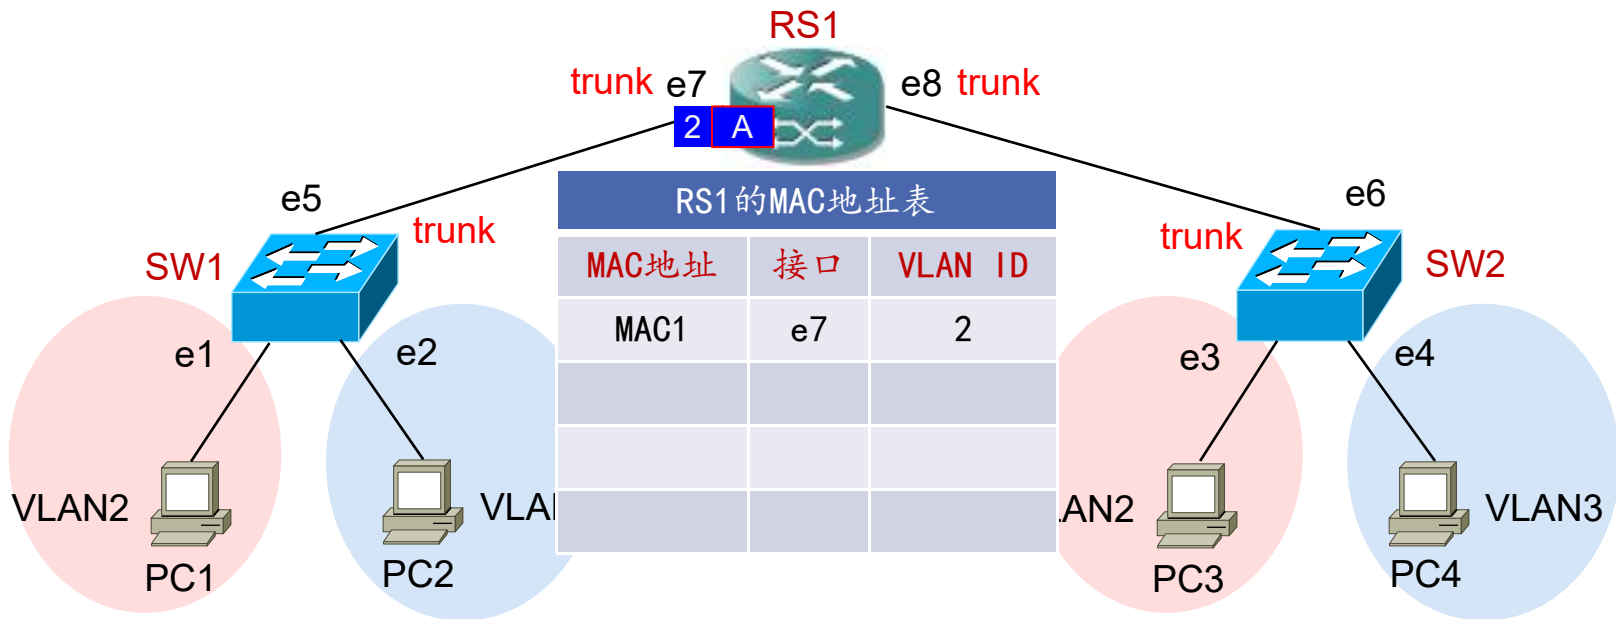 RS1
trunk e7
e8 trunk
2 A
RS1的MAC地址表
MAC地址 接口 VLAN ID
MAC1 e7 2
e5
trunk
SW1
e1
e2
VLAN2
PC1
PC2
e6
trunk
SW2
e3
e4
PC3
VLAN3
PC4